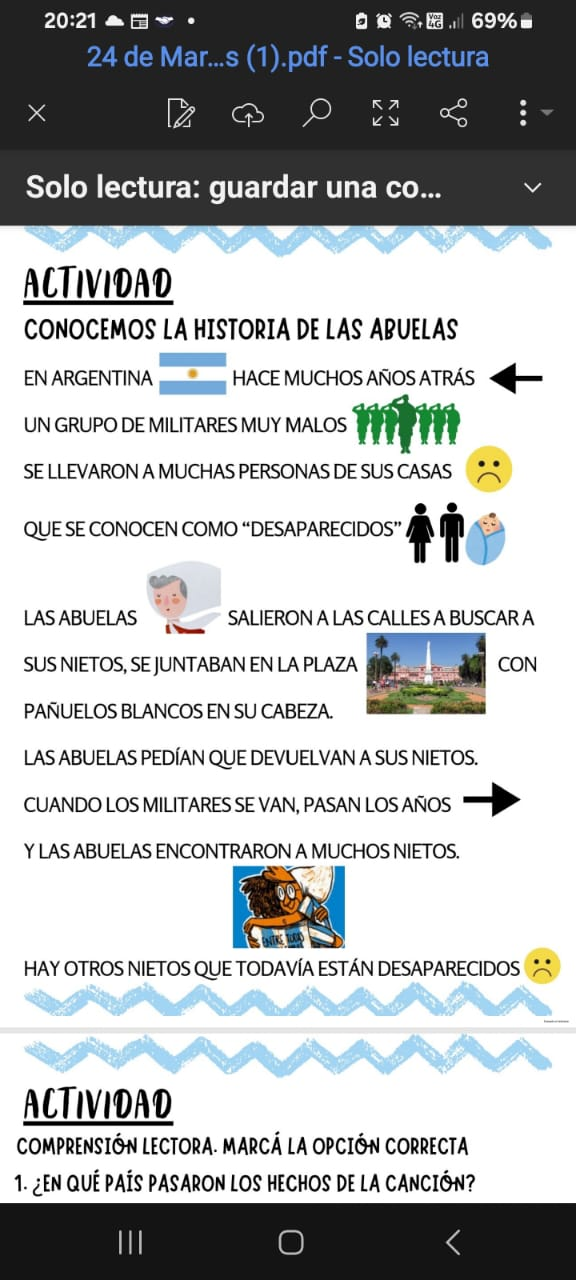 20:21
Voz
4G
69%
24 de Mar...s (1).pdf - Solo lectura
Solo lectura: guardar una co...
ACTIVIDAD
CONOCEMOS LA HISTORIA DE LAS ABUELAS
EN ARGENTINA HACE MUCHOS AÑOS ATRÁS
UN GRUPO DE MILITARES MUY MALOS
SE LLEVARON A MUCHAS PERSONAS DE SUS CASAS
QUE SE CONOCEN COMO “DESAPARECIDOS”
LAS ABUELAS SALIERON A LAS CALLES A BUSCAR A
SUS NIETOS, SE JUNTABAN EN LA PLAZA CON
PAÑUELOS BLANCOS EN SU CABEZA.
LAS ABUELAS PEDÍAN QUE DEVUELVAN A SUS NIETOS.
CUANDO LOS MILITARES SE VAN, PASAN LOS AÑOS
Y LAS ABUELAS ENCONTRARON A MUCHOS NIETOS.
ENTRE TODO
HAY OTROS NIETOS QUE TODAVÍA ESTÁN DESAPARECIDOS
ACTIVIDAD
COMPRENSIÓN LECTORA. MARCÁ LA OPCIÓN CORRECTA
1. ¿EN QUÉ PAÍS PASARON LOS HECHOS DE LA CANCIÓN?